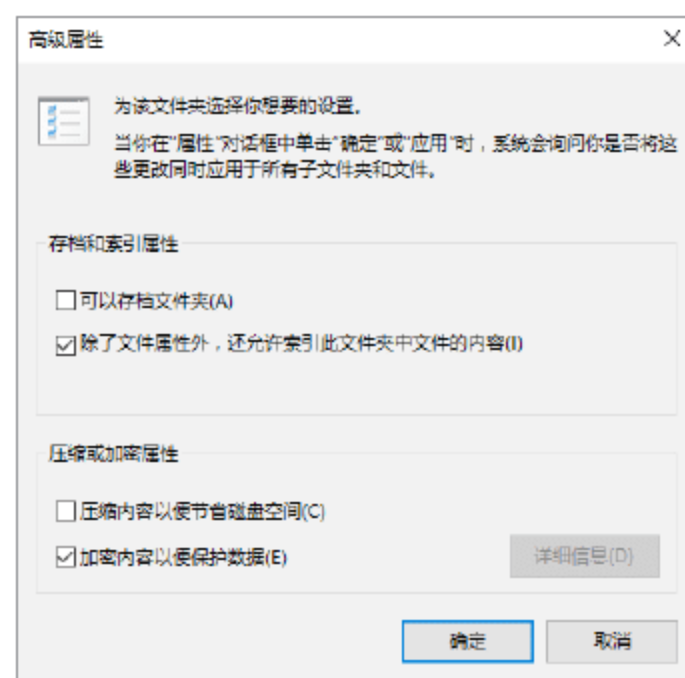 高级属性
为该文件夹选择你想要的设置。
当你在"属性"对话框中单击"确定"或"应用"时，系统会询问你是否将这
些更改同时应用于所有子文件夹和文件。
存档和索引属性
可以存档文件夹(A)
除了文件属性外，还允许索引此文件夹中文件的内容(I)
压缩或加密属性
压缩内容以便节省磁盘空间(C)
加密内容以便保护数据(E)
详细信息(D)
确定 取消